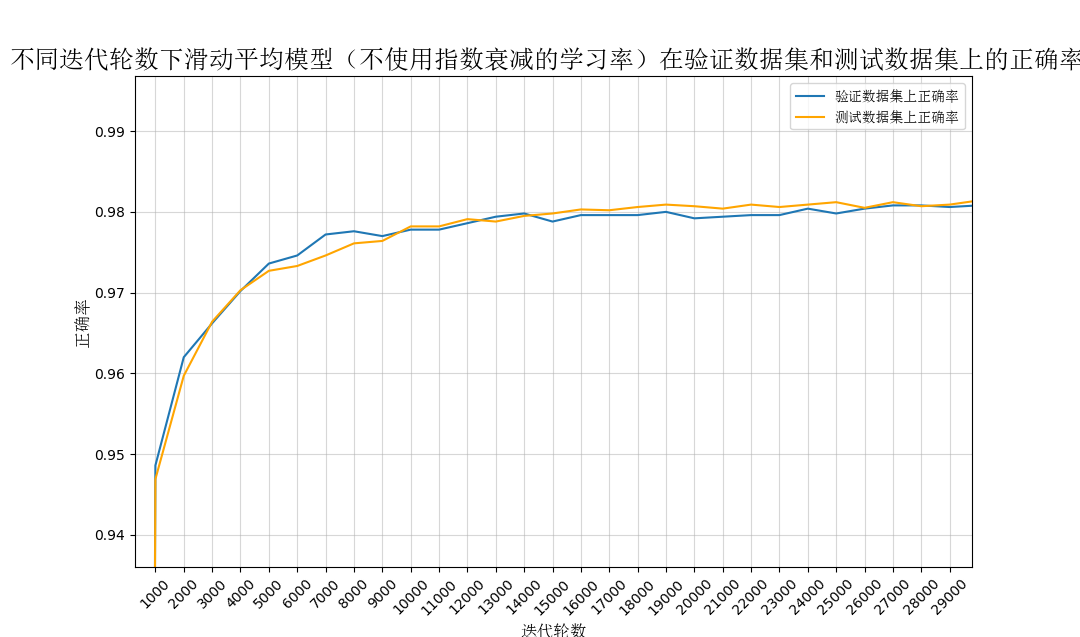 不同迭代轮数下滑动平均模型（不使用指数衰减的学习率）在验证数据集和测试数据集上的正确率
验证数据集上正确率
测试数据集上正确率
0.99
0.98
0.97
0.96
0.95
0.94
正确率
1000 2000 3000 4000 5000 6000 7000 8000 9000 10000 11000 12000 13000 14000 15000 16000 17000 18000 19000 20000 21000 22000 23000 24000 25000 26000 27000 28000 29000
迭代轮数